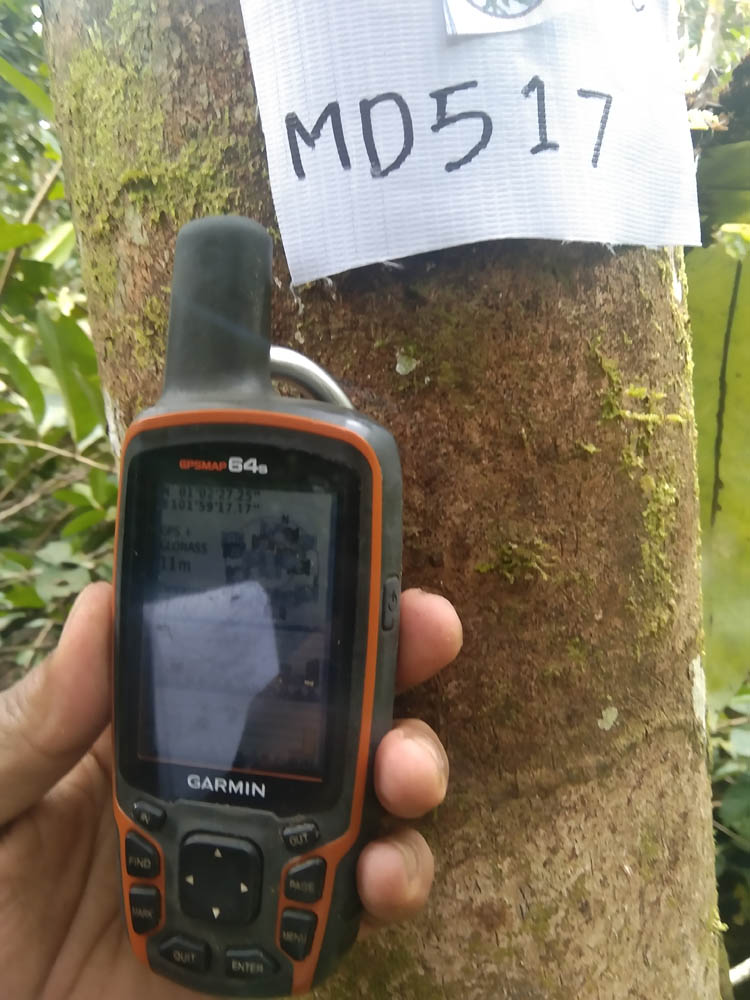 MD517
GPSMAP 64s
01°02'27.25"
101°59'17.17"
GPS +
GLONASS
11m
N
GARMIN
IN
OUT
FIND
PAGE
MARK
MENU
QUIT
ENTER